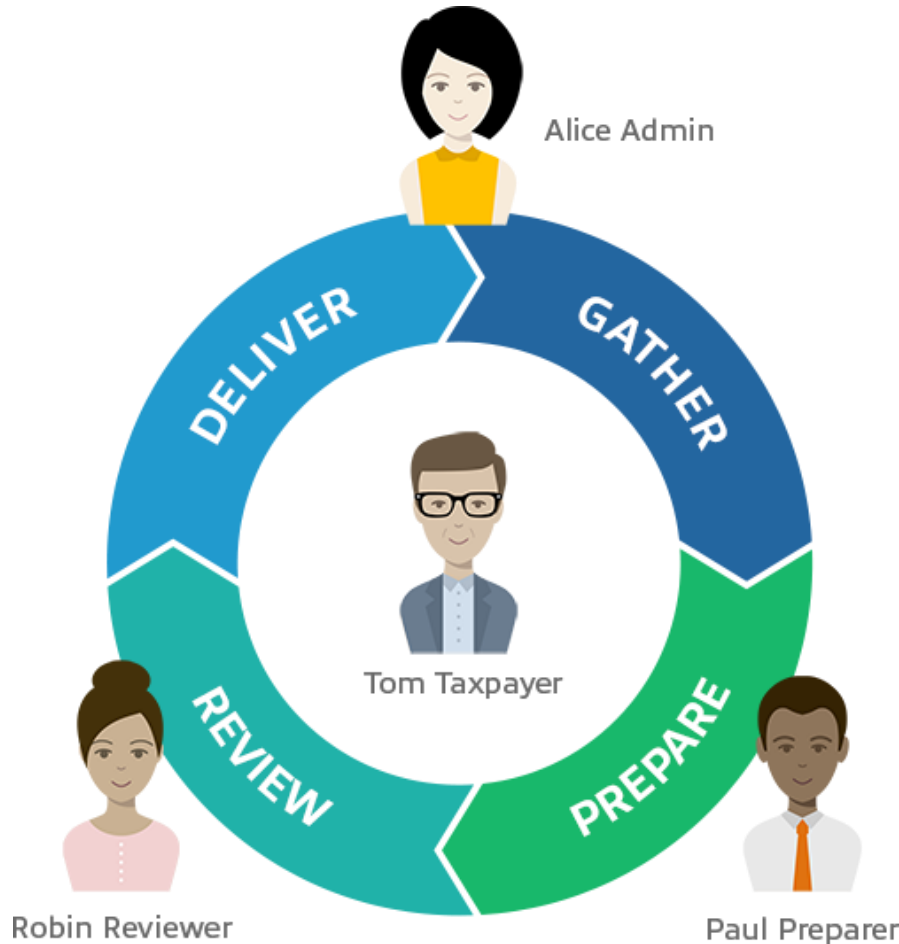 Alice Admin
DELIVER
GATHER
Tom Taxpayer
REVIEW
PREPARE
Robin Reviewer
Paul Preparer